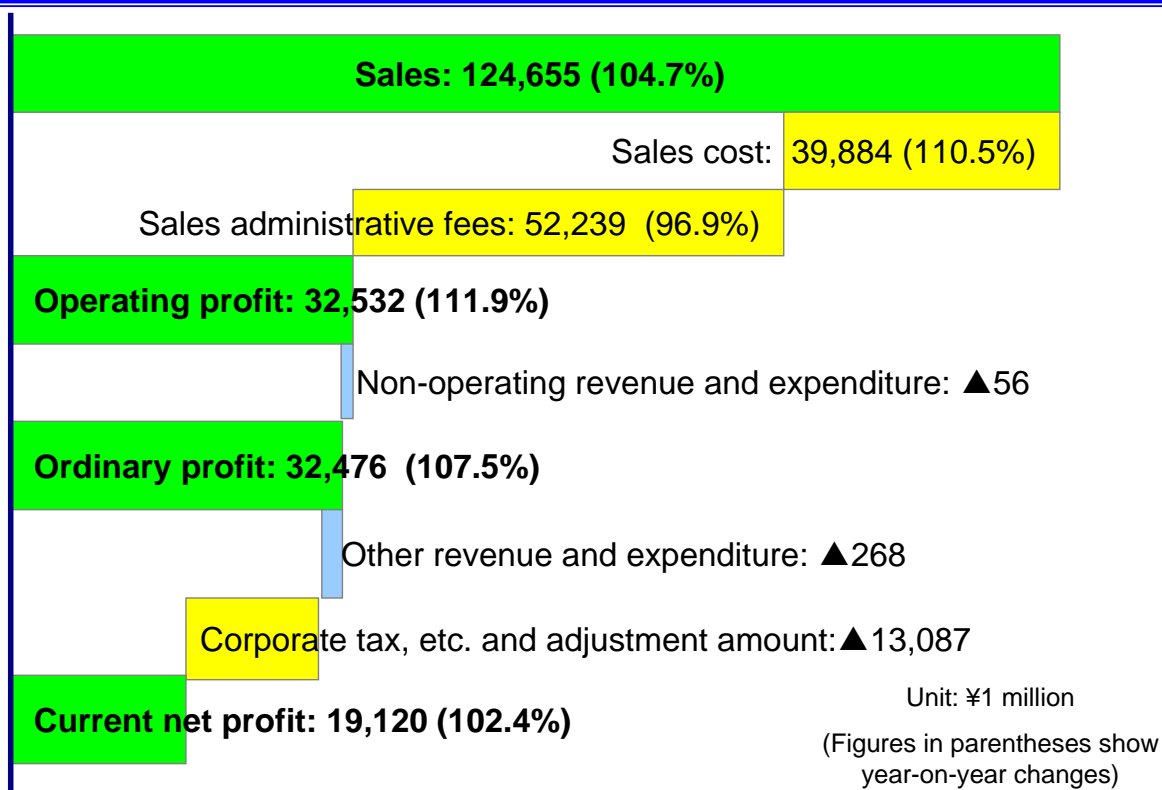 Sales: 124,655 (104.7%)
Sales cost: 39,884 (110.5%)
Sales administrative fees: 52,239 (96.9%)
Operating profit: 32,532 (111.9%)
Non-operating revenue and expenditure: ▲56
Ordinary profit: 32,476 (107.5%)
Other revenue and expenditure: ▲268
Corporate tax, etc. and adjustment amount:▲13,087
Current net profit: 19,120 (102.4%)
Unit: ¥1 million
(Figures in parentheses show
year-on-year changes)